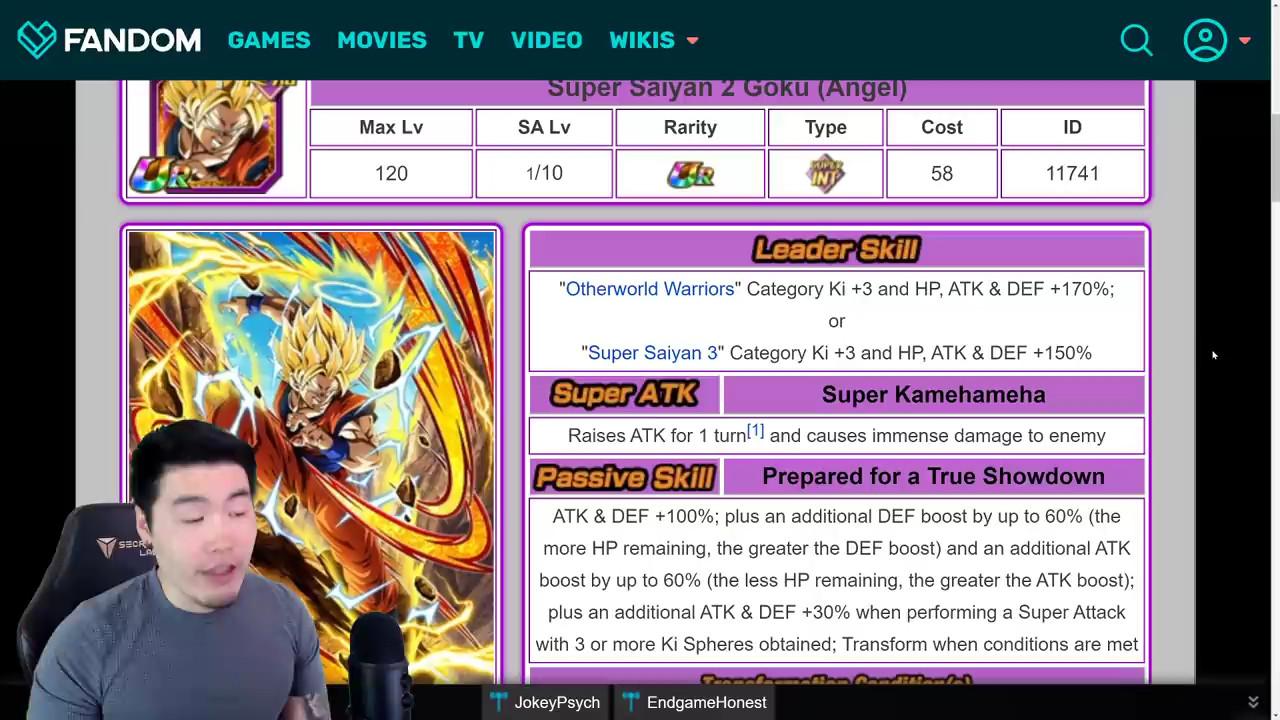 FANDOM GAMES MOVIES TV VIDEO WIKIS
Super Saiyan 2 Goku (Angel)
Max Lv SA Lv Rarity Type Cost ID
120 1/10 UR SUPER INT 58 11741
UR
Leader Skill
"Otherworld Warriors" Category Ki +3 and HP, ATK & DEF +170%;
or
"Super Saiyan 3" Category Ki +3 and HP, ATK & DEF +150%
Super ATK Super Kamehameha
Raises ATK for 1 turn[1] and causes immense damage to enemy
Passive Skill Prepared for a True Showdown
ATK & DEF +100%; plus an additional DEF boost by up to 60% (the
more HP remaining, the greater the DEF boost) and an additional ATK
boost by up to 60% (the less HP remaining, the greater the ATK boost);
plus an additional ATK & DEF +30% when performing a Super Attack
with 3 or more Ki Spheres obtained; Transform when conditions are met
Transformation Condition(s)
JokeyPsych EndgameHonest